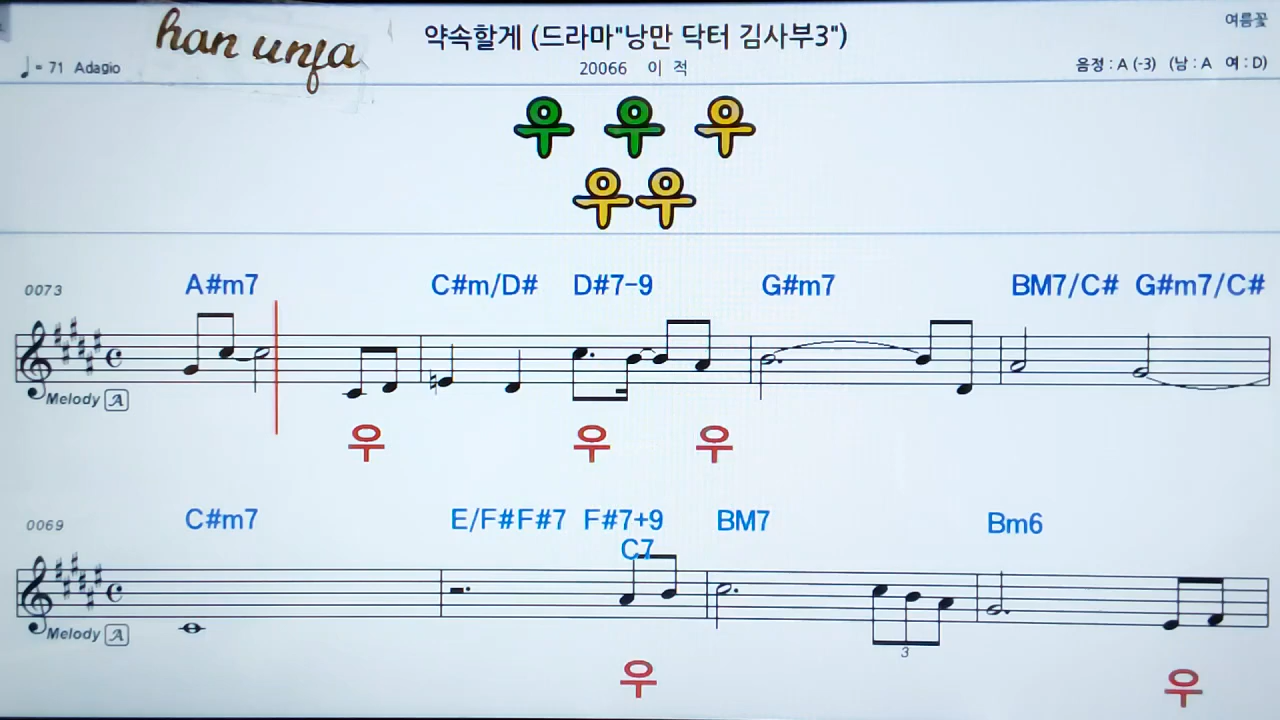 han unja
약속할게 (드라마"낭만 닥터 김사부3")
여름꽃
♩= 71 Adagio
20066 이 적
음정 : A (-3) (남 : A 여 : D)
우 우 우
우우
0073
A#m7 C#m/D# D#7-9 G#m7 BM7/C# G#m7/C#
Melody A
우 우 우
0069
C#m7 E/F#F#7 F#7+9 BM7 Bm6
C7
Melody A
3
우 우